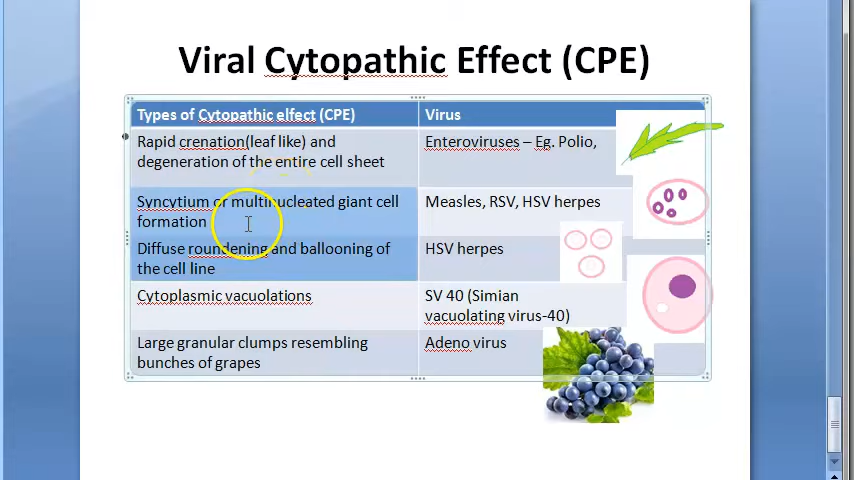 Viral Cytopathic Effect (CPE)
Types of Cytopathic elfect (CPE)
Virus
Rapid crenation(leaf like) and
degeneration of the entire cell sheet
Enteroviruses – Eg. Polio,
Syncytium or multinucleated giant cell
formation
Measles, RSV, HSV herpes
Diffuse roundening and ballooning of
the cell line
HSV herpes
Cytoplasmic vacuolations
SV 40 (Simian
vacuolating virus-40)
Large granular clumps resembling
bunches of grapes
Adeno virus